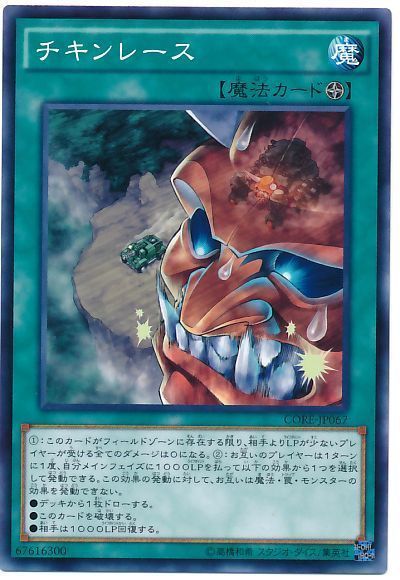 チキンレース
魔
【魔法カード】
CORE-JP067
①:このカードがフィールドゾーンに存在する限り、相手よりLPが少ないプレイ
ヤーが受ける全てのダメージは0になる。②:お互いのプレイヤーは1ターン
に1度、自分メインフェイズに1000LPを払って以下の効果から1つを選択
して発動できる。この効果の発動に対して、お互いは魔法・罠・モンスターの
効果を発動できない。
●デッキから1枚ドローする。
●このカードを破壊する。
●相手は1000LP回復する。
67616300
©高橋和希 スタジオ・ダイス/集英社